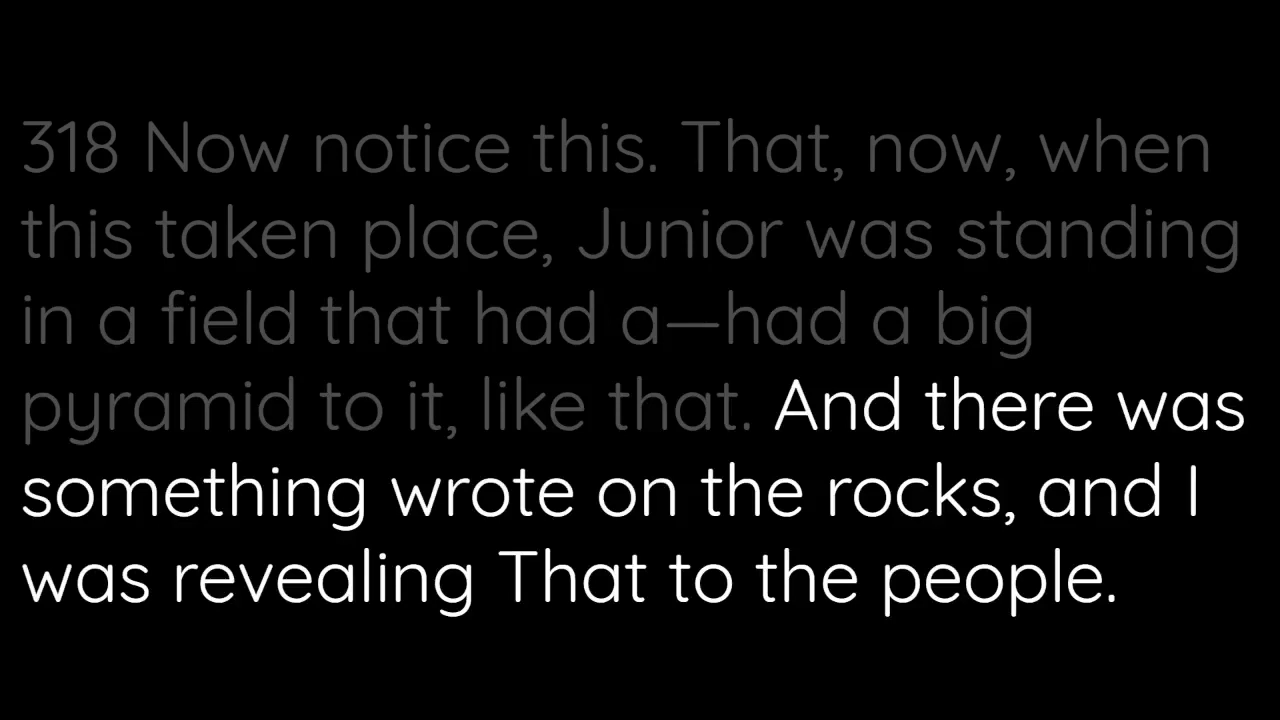 318 Now notice this. That, now, when
this taken place, Junior was standing
in a field that had a—had a big
pyramid to it, like that. And there was
something wrote on the rocks, and I
was revealing That to the people.